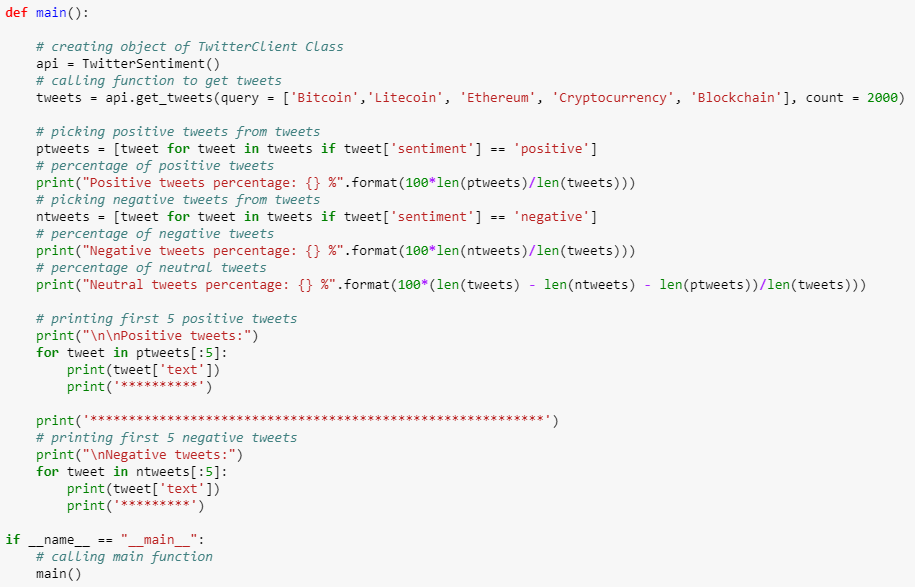 def main():
# creating object of TwitterClient Class
api = TwitterSentiment()
# calling function to get tweets
tweets = api.get_tweets(query = ['Bitcoin','Litecoin', 'Ethereum', 'Cryptocurrency', 'Blockchain'], count = 2000)
# picking positive tweets from tweets
ptweets = [tweet for tweet in tweets if tweet['sentiment'] == 'positive']
# percentage of positive tweets
print("Positive tweets percentage: {} %".format(100*len(ptweets)/len(tweets)))
# picking negative tweets from tweets
ntweets = [tweet for tweet in tweets if tweet['sentiment'] == 'negative']
# percentage of negative tweets
print("Negative tweets percentage: {} %".format(100*len(ntweets)/len(tweets)))
# percentage of neutral tweets
print("Neutral tweets percentage: {} %".format(100*(len(tweets) - len(ntweets) - len(ptweets))/len(tweets)))
# printing first 5 positive tweets
print("\n\nPositive tweets:")
for tweet in ptweets[:5]:
print(tweet['text'])
print('**********')
print('***********************************************************')
# printing first 5 negative tweets
print("\nNegative tweets:")
for tweet in ntweets[:5]:
print(tweet['text'])
print('*********')
if __name__ == "__main__":
# calling main function
main()